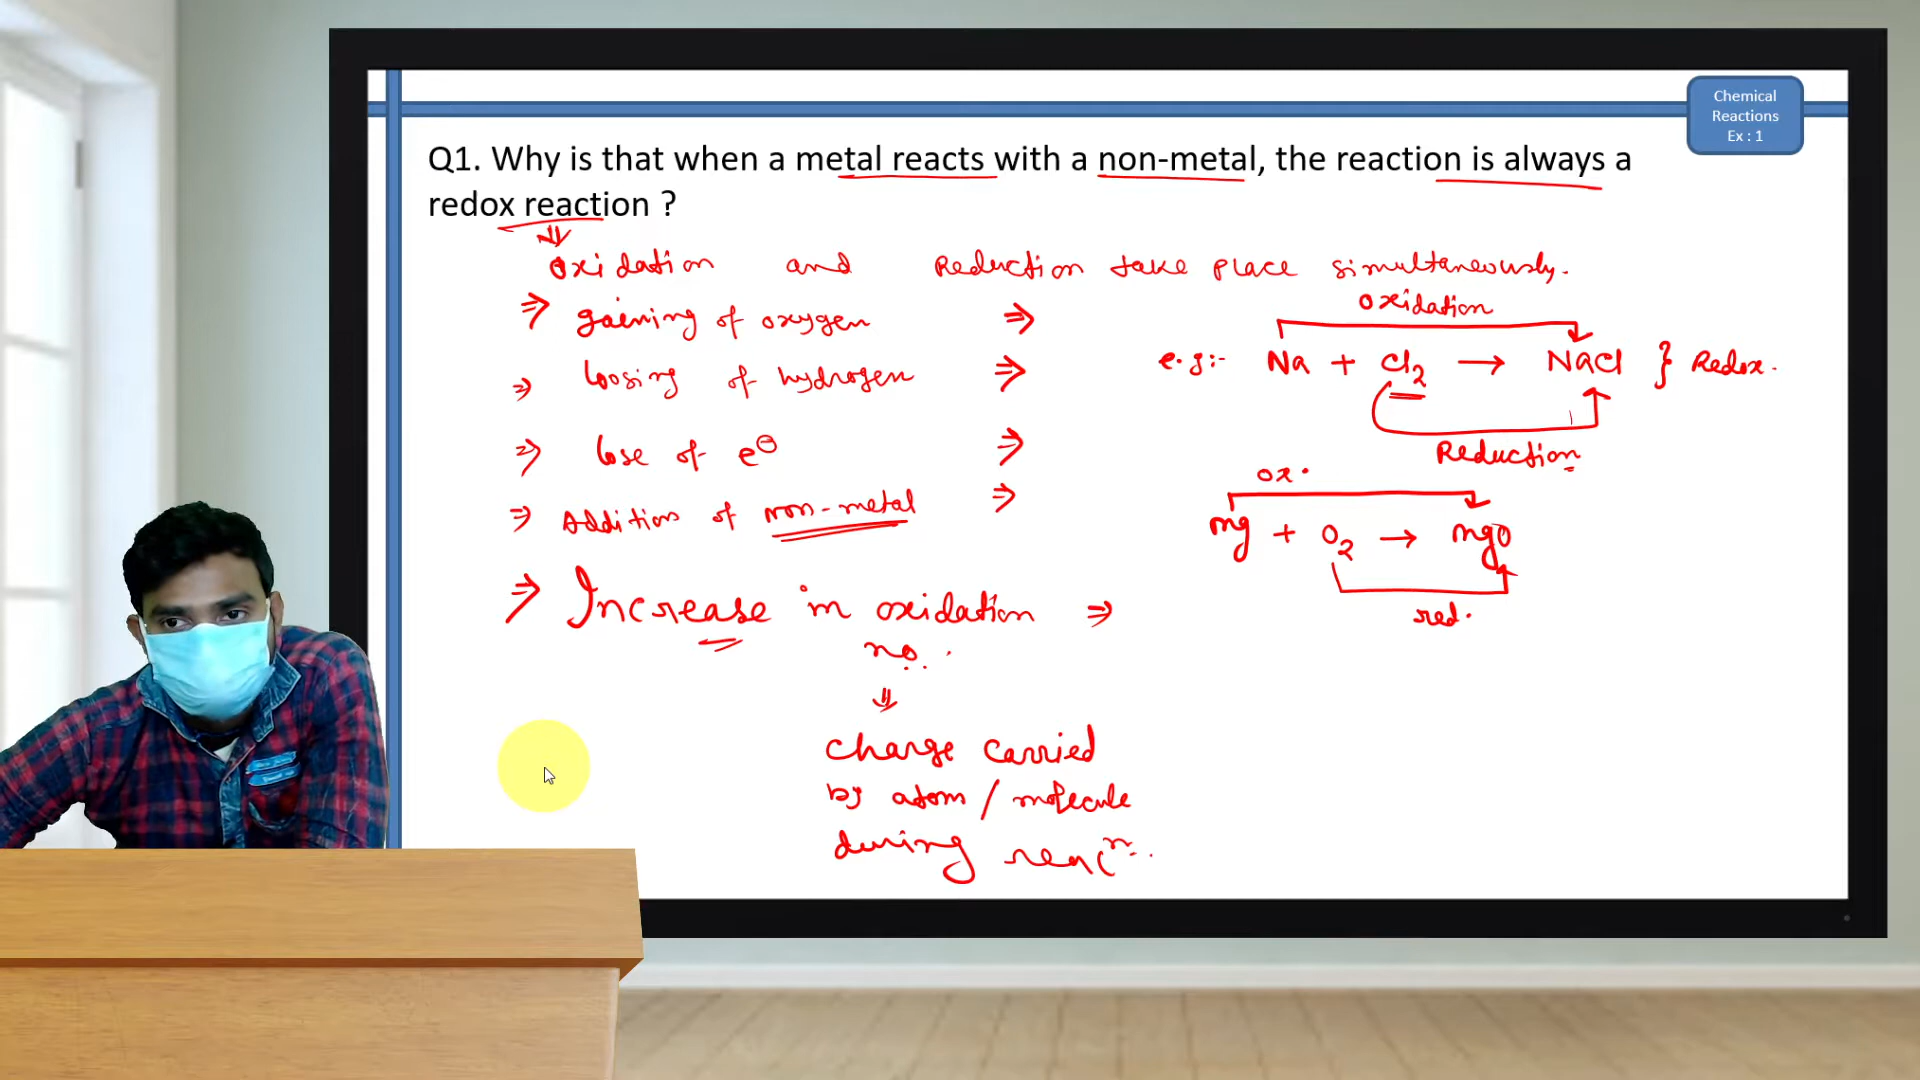 Chemical
Reactions
Ex : 1
Q1. Why is that when a metal reacts with a non-metal, the reaction is always a
redox reaction ?
Oxidation and Reduction take place simultaneously.
⇒ gaining of oxygen ⇒
⇒ loosing of hydrogen ⇒
⇒ lose of e⊖ ⇒
⇒ Addition of non-metal ⇒
⇒ Increase in oxidation ⇒
no.
⇓
charge carried
by atom / molecule
during reacn.
oxidation
e.g:- Na + Cl2 → NaCl } Redox.
Reduction
ox.
mg + O2 → mgO
red.